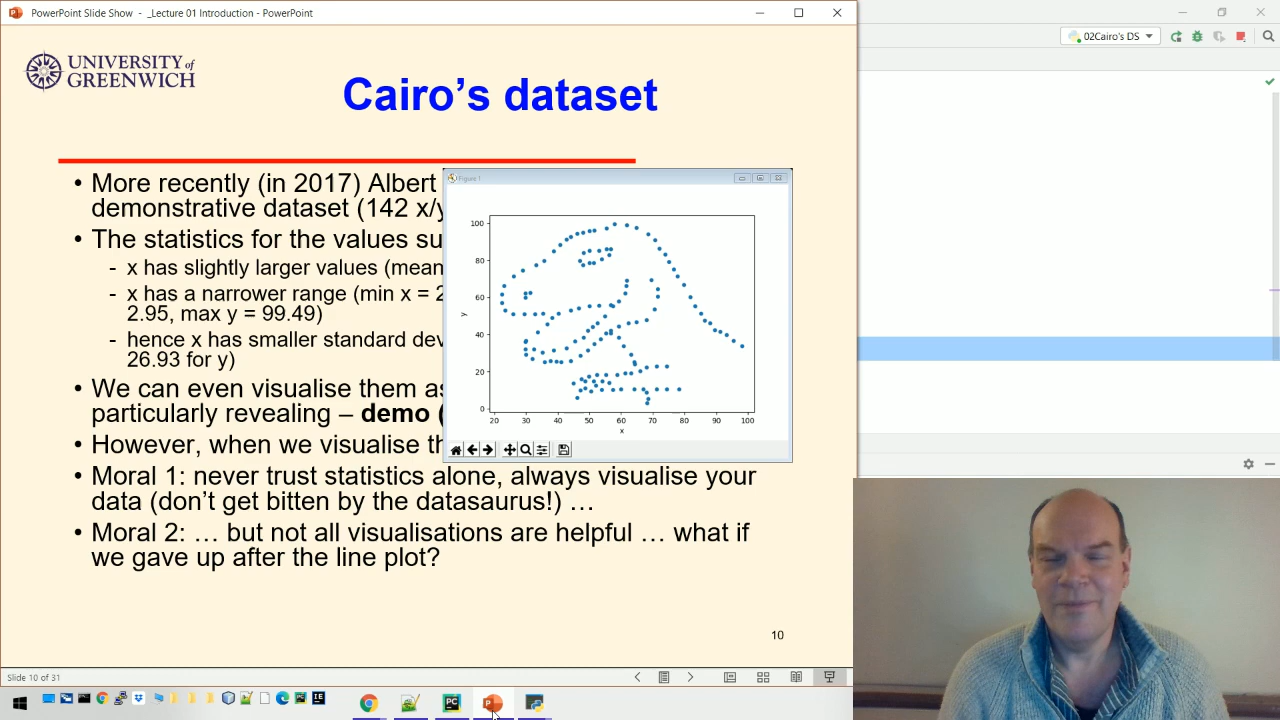 PowerPoint Slide Show - _Lecture 01 Introduction - PowerPoint
02Cairo's DS
UNIVERSITY of
GREENWICH
Cairo's dataset
• More recently (in 2017) Albert
demonstrative dataset (142 x/y
• The statistics for the values su
- x has slightly larger values (mean
- x has a narrower range (min x = 2
2.95, max y = 99.49)
- hence x has smaller standard dev
26.93 for y)
• We can even visualise them as
particularly revealing – demo (
• However, when we visualise th
• Moral 1: never trust statistics alone, always visualise your
data (don't get bitten by the datasaurus!) …
• Moral 2: … but not all visualisations are helpful … what if
we gave up after the line plot?
Figure 1
100
80
60
40
20
0
y
20 30 40 50 60 70 80 90 100
x
10
Slide 10 of 31
PC
P
IE